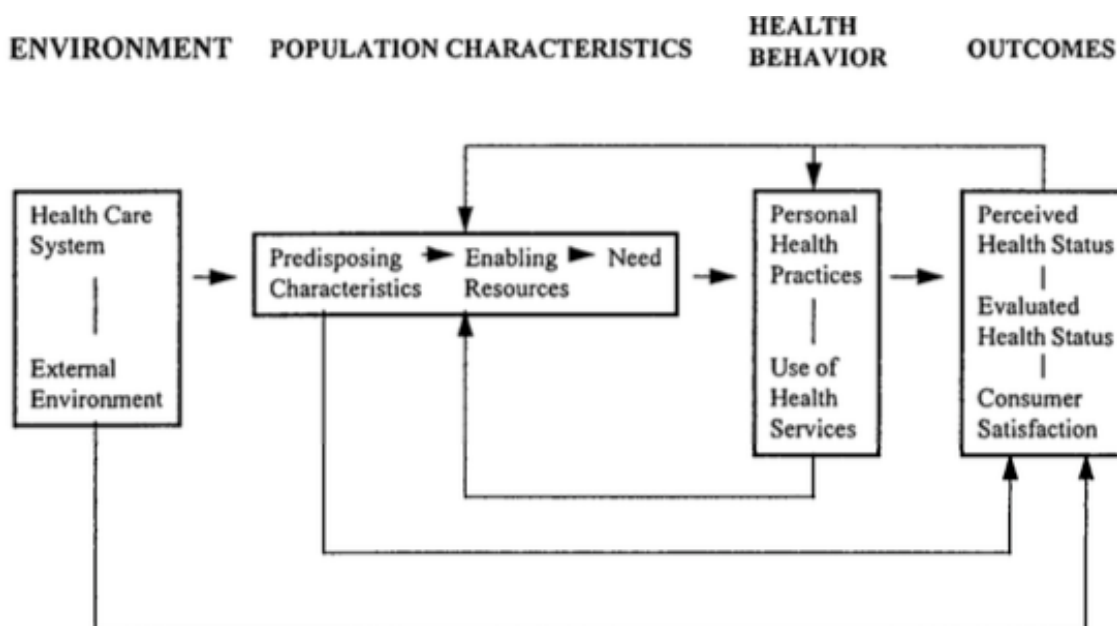 ENVIRONMENT
POPULATION CHARACTERISTICS
HEALTH
BEHAVIOR
OUTCOMES
Health Care
System
External
Environment
Predisposing
Characteristics
Enabling
Resources
Need
Personal
Health
Practices
Use of
Health
Services
Perceived
Health Status
Evaluated
Health Status
Consumer
Satisfaction